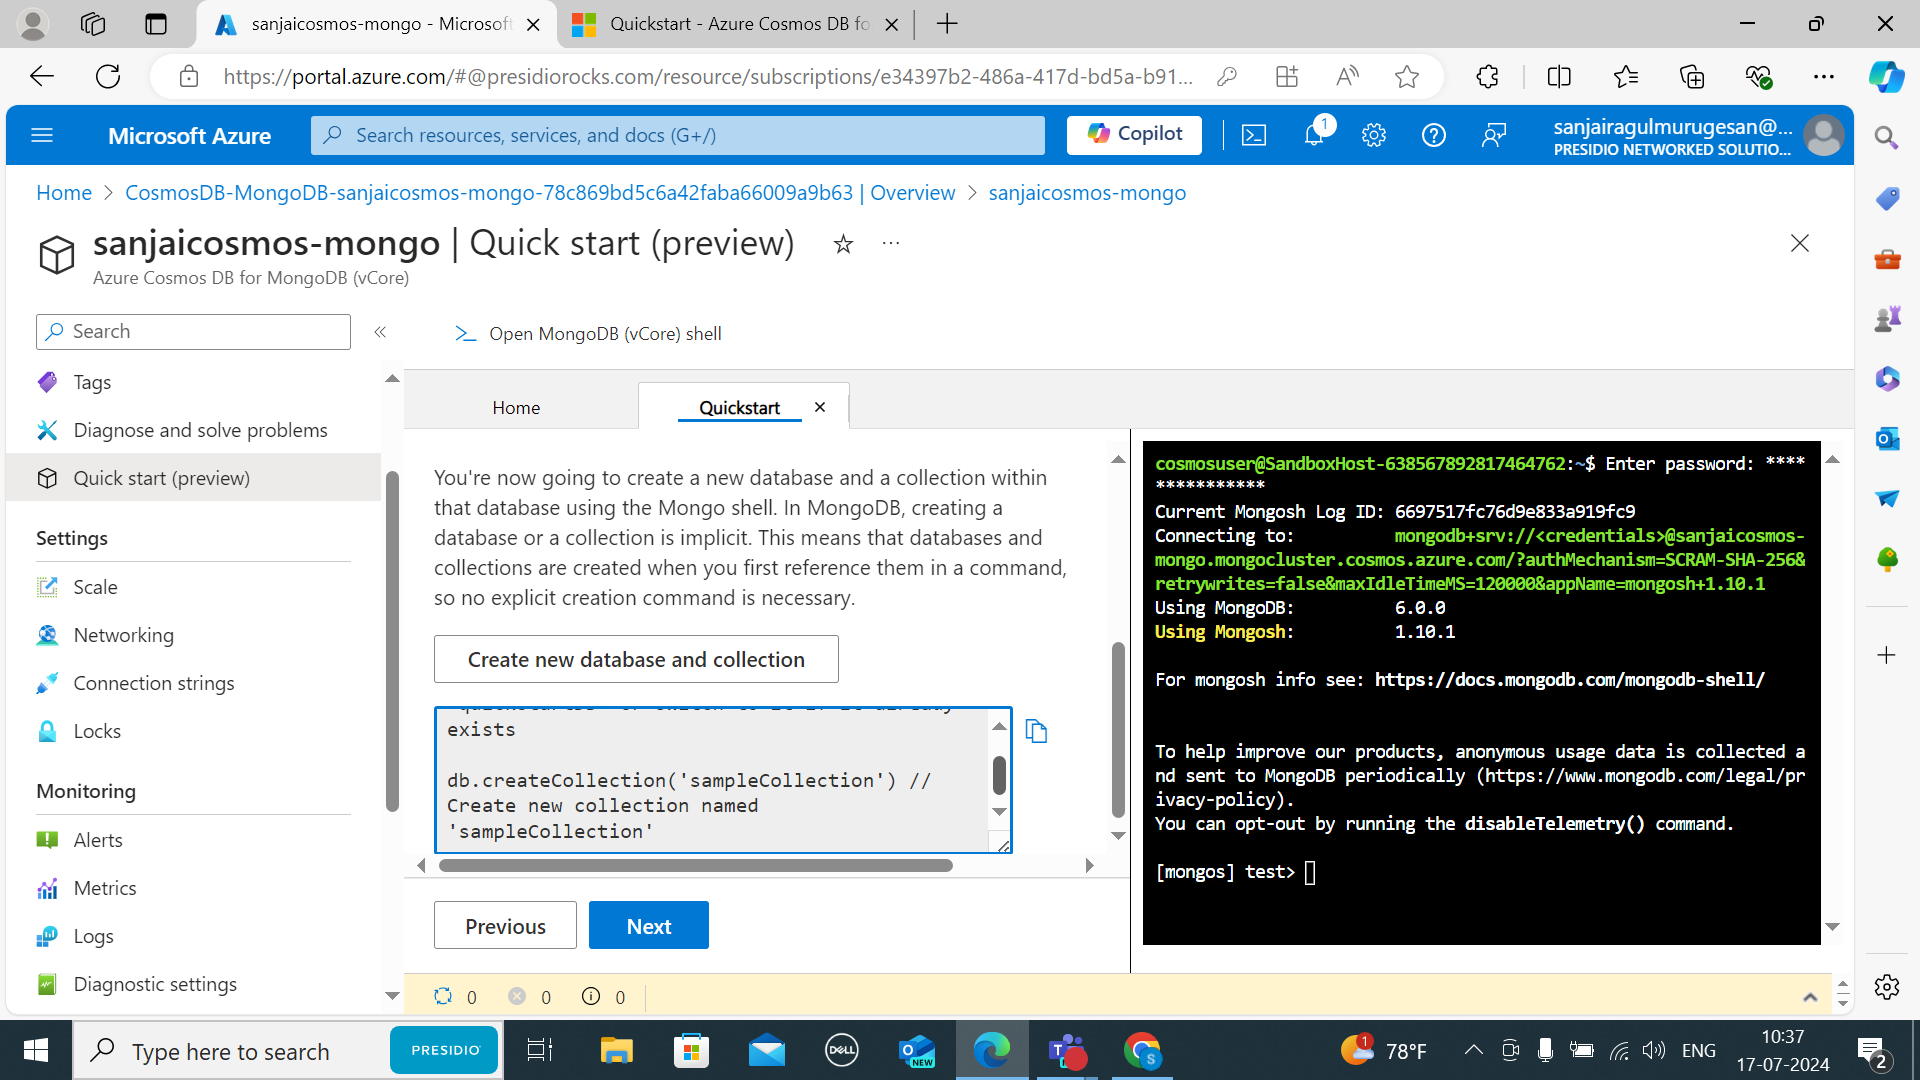 sanjaicosmos-mongo - Microsoft
Quickstart - Azure Cosmos DB fo
https://portal.azure.com/#@presidiorocks.com/resource/subscriptions/e34397b2-486a-417d-bd5a-b91...
Microsoft Azure
Search resources, services, and docs (G+/)
Copilot
1
sanjairagulmurugesan@...
PRESIDIO NETWORKED SOLUTIO...
Home > CosmosDB-MongoDB-sanjaicosmos-mongo-78c869bd5c6a42faba66009a9b63 | Overview > sanjaicosmos-mongo
sanjaicosmos-mongo | Quick start (preview)
Azure Cosmos DB for MongoDB (vCore)
Search
Open MongoDB (vCore) shell
Tags
Diagnose and solve problems
Quick start (preview)
Settings
Scale
Networking
Connection strings
Locks
Monitoring
Alerts
Metrics
Logs
Diagnostic settings
Home
Quickstart
You're now going to create a new database and a collection within
that database using the Mongo shell. In MongoDB, creating a
database or a collection is implicit. This means that databases and
collections are created when you first reference them in a command,
so no explicit creation command is necessary.
Create new database and collection
exists
db.createCollection('sampleCollection') //
Create new collection named
'sampleCollection'
Previous
Next
0 0 0
cosmosuser@SandboxHost-638567892817464762:~$ Enter password: ****
***********
Current Mongosh Log ID: 6697517fc76d9e833a919fc9
Connecting to: mongodb+srv://<credentials>@sanjaicosmos-
mongo.mongocluster.cosmos.azure.com/?authMechanism=SCRAM-SHA-256&
retrywrites=false&maxIdleTimeMS=120000&appName=mongosh+1.10.1
Using MongoDB: 6.0.0
Using Mongosh: 1.10.1
For mongosh info see: https://docs.mongodb.com/mongodb-shell/
To help improve our products, anonymous usage data is collected a
nd sent to MongoDB periodically (https://www.mongodb.com/legal/pr
ivacy-policy).
You can opt-out by running the disableTelemetry() command.
[mongos] test>
Type here to search
PRESIDIO
DELL
NEW
S
1
78°F
ENG
10:37
17-07-2024
2